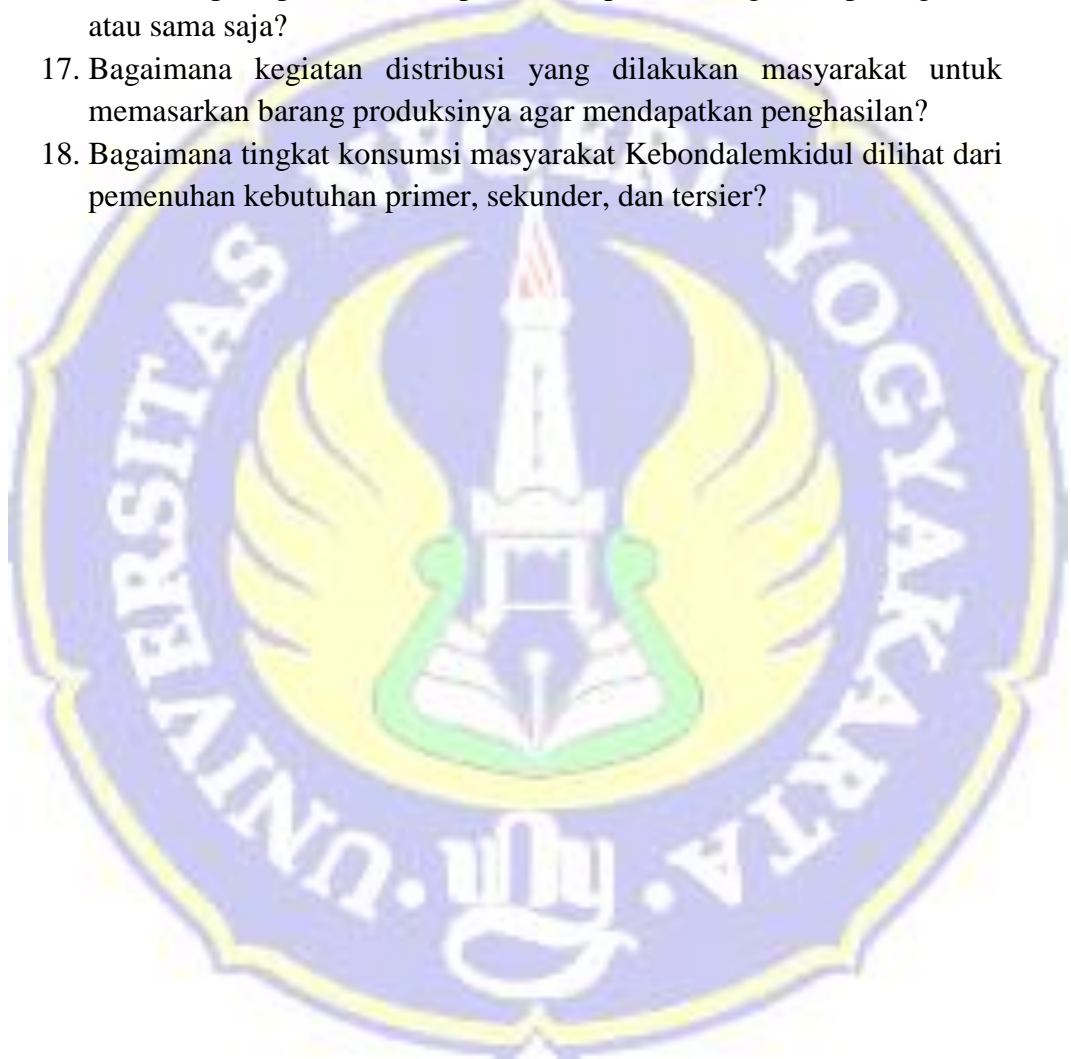 atau sama saja?
17. Bagaimana kegiatan distribusi yang dilakukan masyarakat untuk
memasarkan barang produksinya agar mendapatkan penghasilan?
18. Bagaimana tingkat konsumsi masyarakat Kebondalemkidul dilihat dari
pemenuhan kebutuhan primer, sekunder, dan tersier?
UNIVERSITAS NEGERI YOGYAKARTA
uny